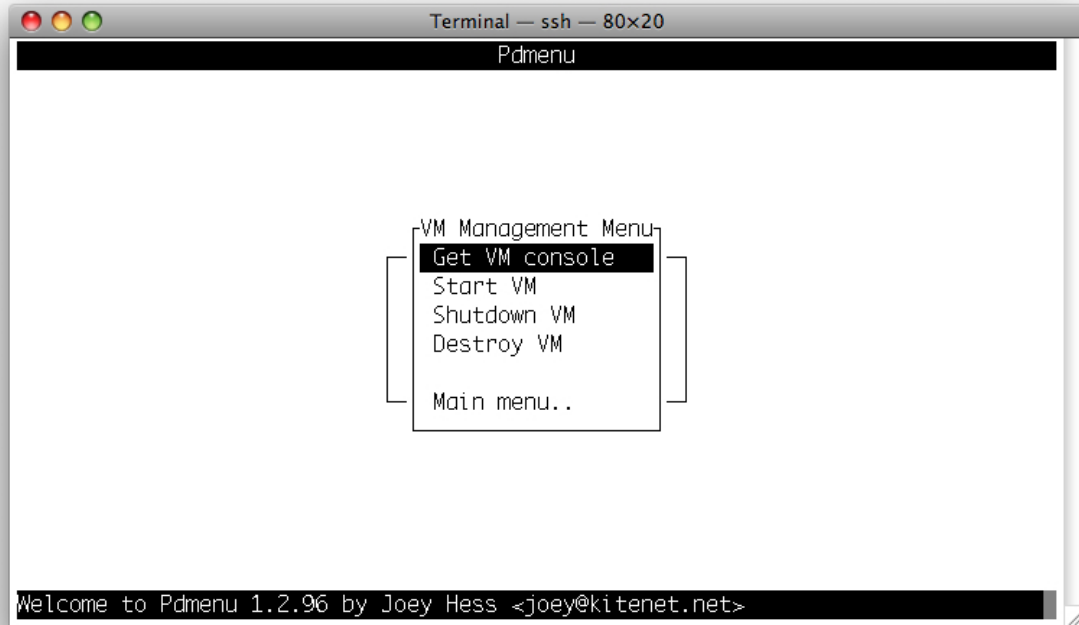 Terminal — ssh — 80×20
Pdmenu
VM Management Menu
Get VM console
Start VM
Shutdown VM
Destroy VM
Main menu..
Welcome to Pdmenu 1.2.96 by Joey Hess <joey@kitenet.net>